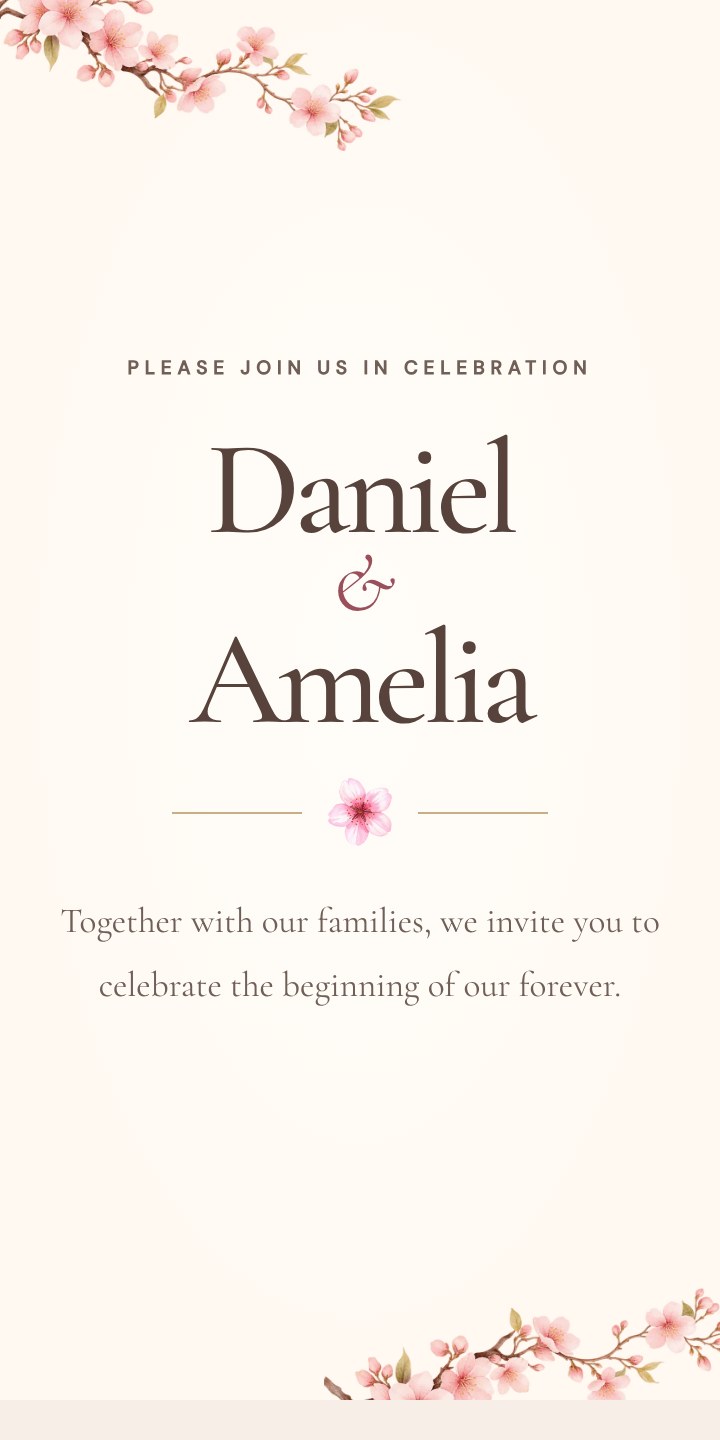 PLEASE JOIN US IN CELEBRATION
Daniel
&
Amelia
Together with our families, we invite you to
celebrate the beginning of our forever.